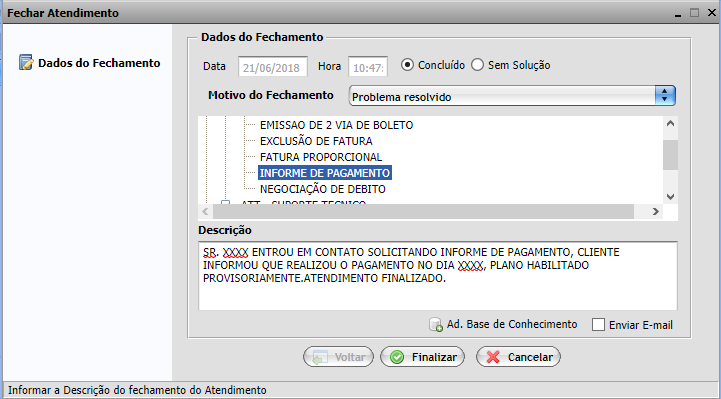 Fechar Atendimento
Dados do Fechamento
Dados do Fechamento
Data 21/06/2018 Hora 10:47: Concluído Sem Solução
Motivo do Fechamento Problema resolvido
EMISSAO DE 2 VIA DE BOLETO
EXCLUSÃO DE FATURA
FATURA PROPORCIONAL
INFORME DE PAGAMENTO
NEGOCIAÇÃO DE DEBITO
ATT - SUPORTE TECNICO
Descrição
SR. XXXX ENTROU EM CONTATO SOLICITANDO INFORME DE PAGAMENTO, CLIENTE
INFORMOU QUE REALIZOU O PAGAMENTO NO DIA XXXX, PLANO HABILITADO
PROVISORIAMENTE.ATENDIMENTO FINALIZADO.
Ad. Base de Conhecimento Enviar E-mail
Voltar Finalizar Cancelar
Informar a Descrição do fechamento do Atendimento